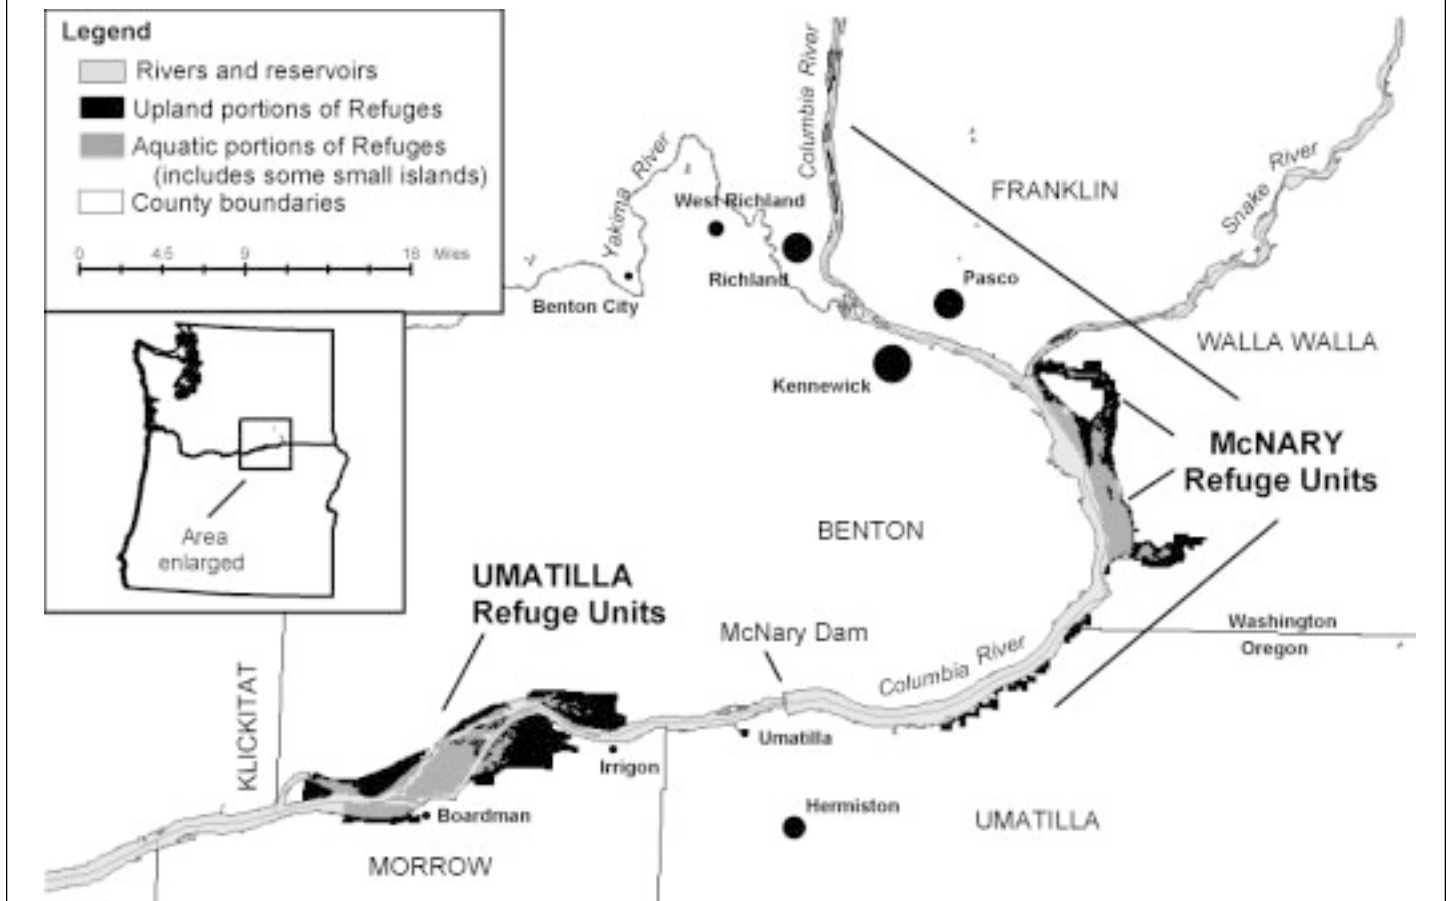 Legend
Rivers and reservoirs
Upland portions of Refuges
Aquatic portions of Refuges
(includes some small islands)
County boundaries
0 4.5 9 18 Miles
Columbia River
Yakima River
West Richland
FRANKLIN
Snake River
Richland
Pasco
Benton City
WALLA WALLA
Kennewick
McNARY
Refuge Units
Area
enlarged
BENTON
UMATILLA
Refuge Units
McNary Dam
Washington
Oregon
Columbia River
KLICKITAT
Umatilla
Irrigon
Boardman
Hermiston
UMATILLA
MORROW